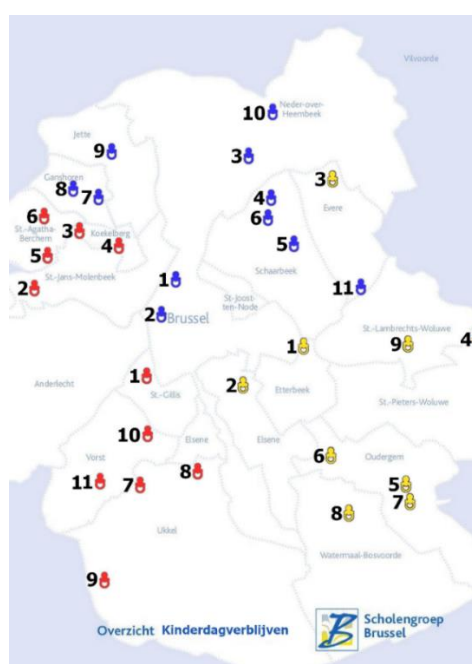 Vilvoorde
10
Neder-over-
Heembeek
Jette
9
3
Ganshoren
8
7
3
Evere
4
6
6
St.-Agatha-
Berchem
3
Koekelberg
4
5
Schaarbeek
5
St.-Jans-Molenbeek
2
1
St-Joost-
ten-Node
11
2
Brussel
St.-Lambrechts-Woluwe
1
9
4
Anderlecht
1
St.-Gillis
2
Etterbeek
St.-Pieters-Woluwe
10
Elsene
Elsene
Vorst
6
Oudergem
11
7
8
5
7
8
Ukkel
Watermaal-Bosvoorde
9
Overzicht Kinderdagverblijven
Scholengroep
Brussel